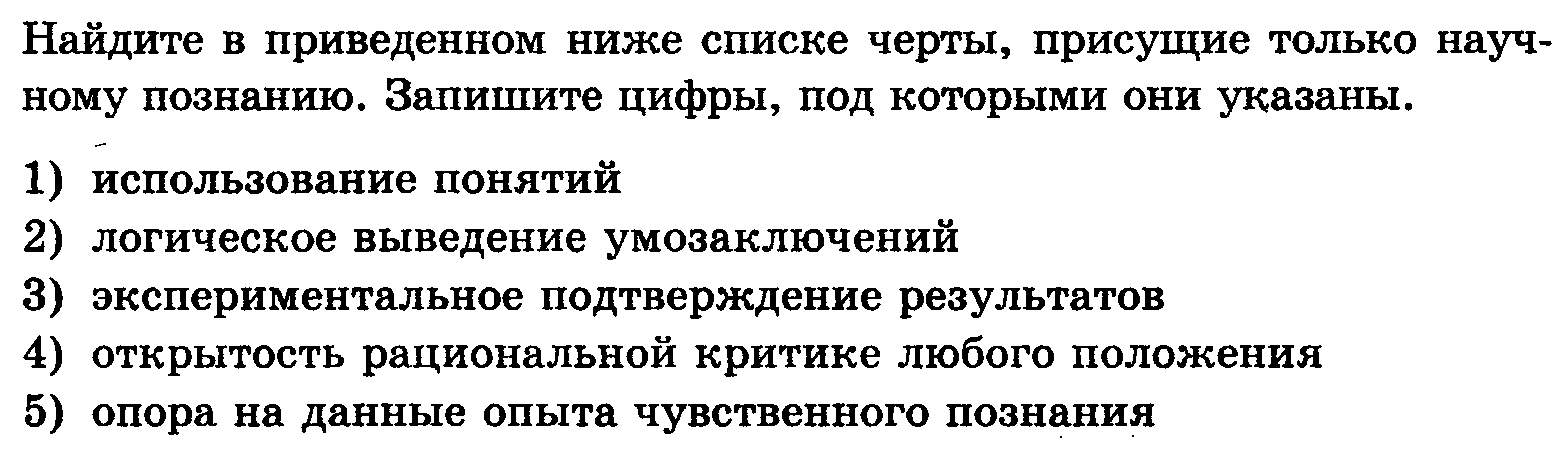 Найдите в приведенном ниже списке черты, присущие только науч-
ному познанию. Запишите цифры, под которыми они указаны.
1) использование понятий
2) логическое выведение умозаключений
3) экспериментальное подтверждение результатов
4) открытость рациональной критике любого положения
5) опора на данные опыта чувственного познания